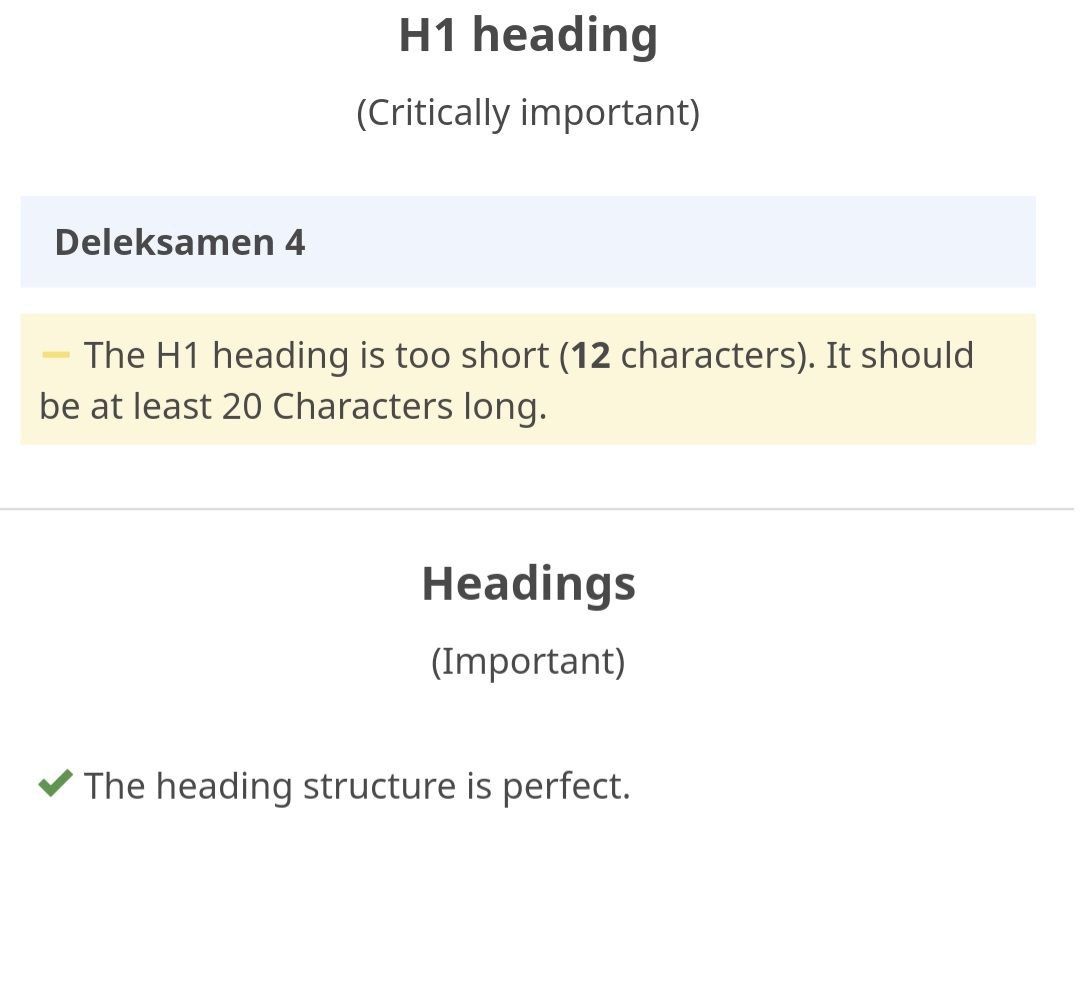 H1 heading
(Critically important)
Deleksamen 4
The H1 heading is too short (12 characters). It should
be at least 20 Characters long.
Headings
(Important)
The heading structure is perfect.